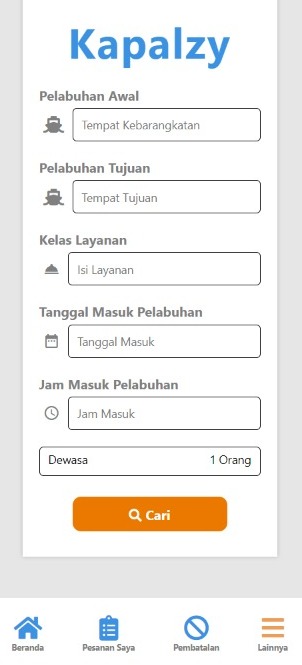 Kapalzy
Pelabuhan Awal
Tempat Kebarangkatan
Pelabuhan Tujuan
Tempat Tujuan
Kelas Layanan
Isi Layanan
Tanggal Masuk Pelabuhan
Tanggal Masuk
Jam Masuk Pelabuhan
Jam Masuk
Dewasa 1 Orang
Cari
Beranda Pesanan Saya Pembatalan Lainnya